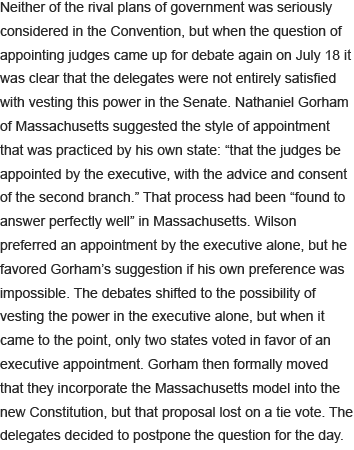 Neither of the rival plans of government was seriously
considered in the Convention, but when the question of
appointing judges came up for debate again on July 18 it
was clear that the delegates were not entirely satisfied
with vesting this power in the Senate. Nathaniel Gorham
of Massachusetts suggested the style of appointment
that was practiced by his own state: “that the judges be
appointed by the executive, with the advice and consent
of the second branch.” That process had been “found to
answer perfectly well” in Massachusetts. Wilson
preferred an appointment by the executive alone, but he
favored Gorham’s suggestion if his own preference was
impossible. The debates shifted to the possibility of
vesting the power in the executive alone, but when it
came to the point, only two states voted in favor of an
executive appointment. Gorham then formally moved
that they incorporate the Massachusetts model into the
new Constitution, but that proposal lost on a tie vote. The
delegates decided to postpone the question for the day.